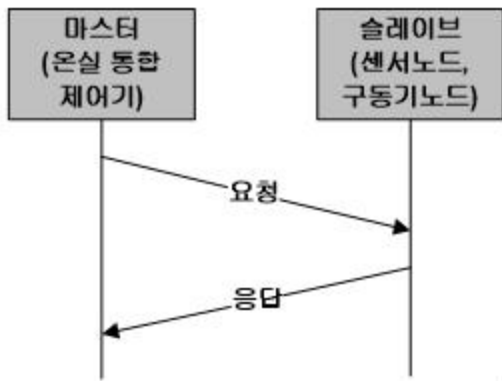 마스터
(온실 통합
제어기)
슬레이브
(센서노드,
구동기노드)
요청
응답